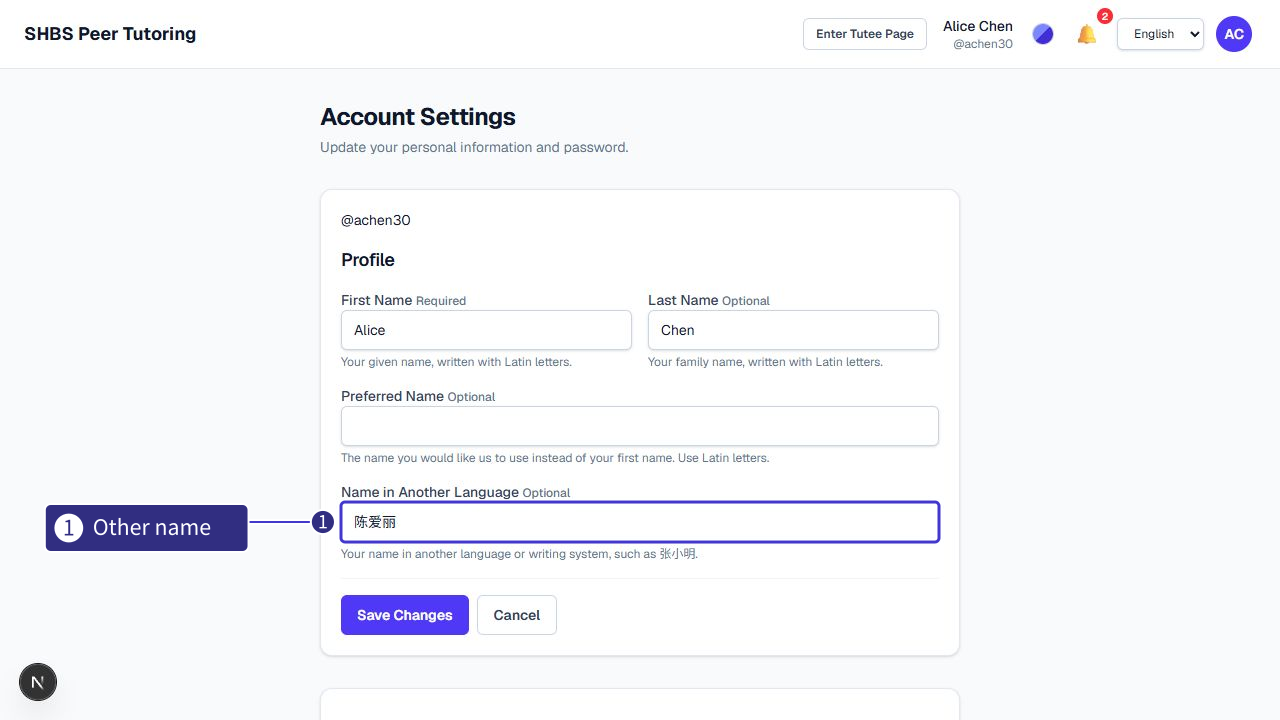 SHBS Peer Tutoring
Enter Tutee Page
Alice Chen
@achen30
2
English
AC
Account Settings
Update your personal information and password.
@achen30
Profile
First Name Required
Last Name Optional
Alice
Chen
Your given name, written with Latin letters.
Your family name, written with Latin letters.
Preferred Name Optional
The name you would like us to use instead of your first name. Use Latin letters.
Name in Another Language Optional
1 Other name
1
陈爱丽
Your name in another language or writing system, such as 张小明.
Save Changes
Cancel
N